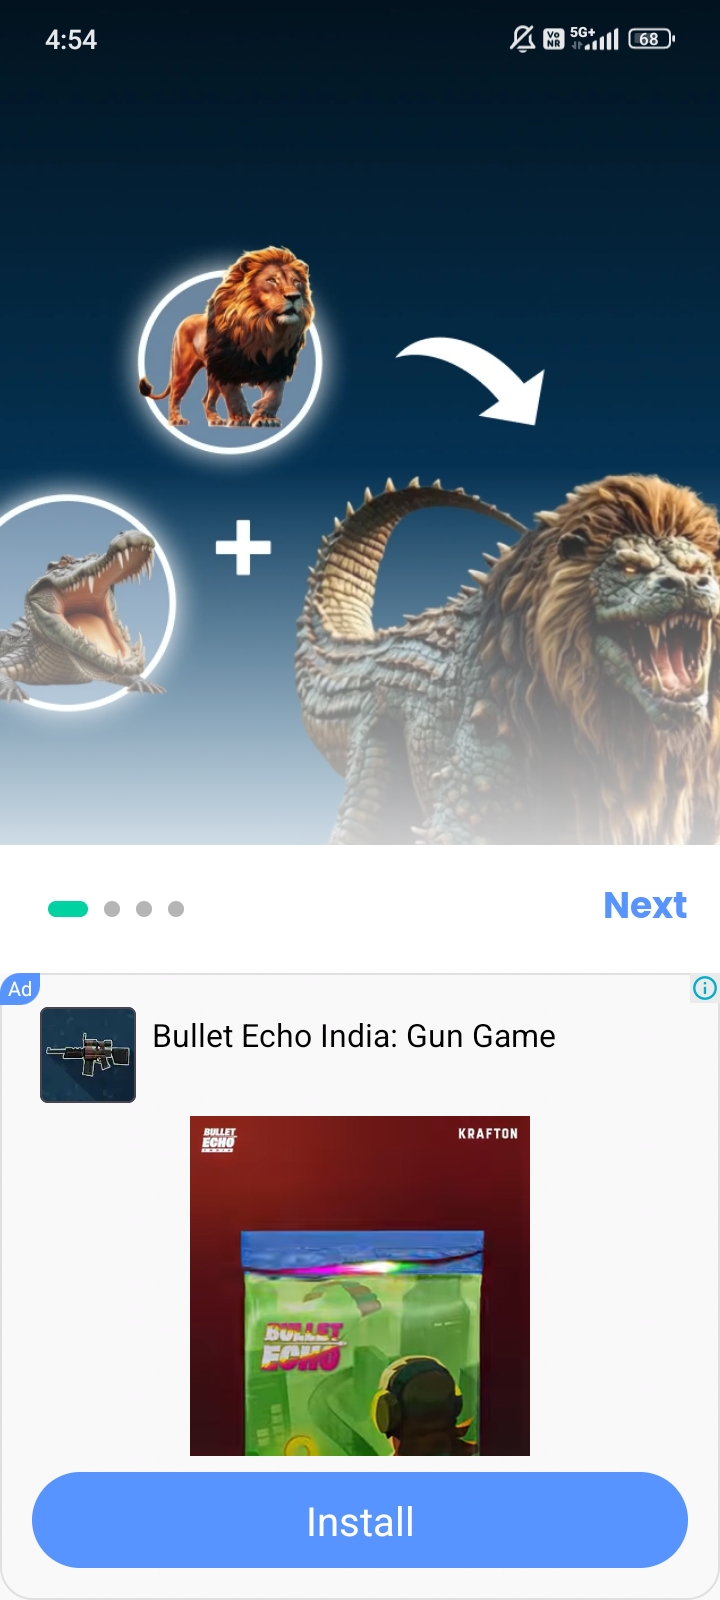 4:54
Vo
NR
5G+
68
Next
Ad
Bullet Echo India: Gun Game
BULLET
ECHO
INDIA
KRAFTON
BULLET
ECHO
Install